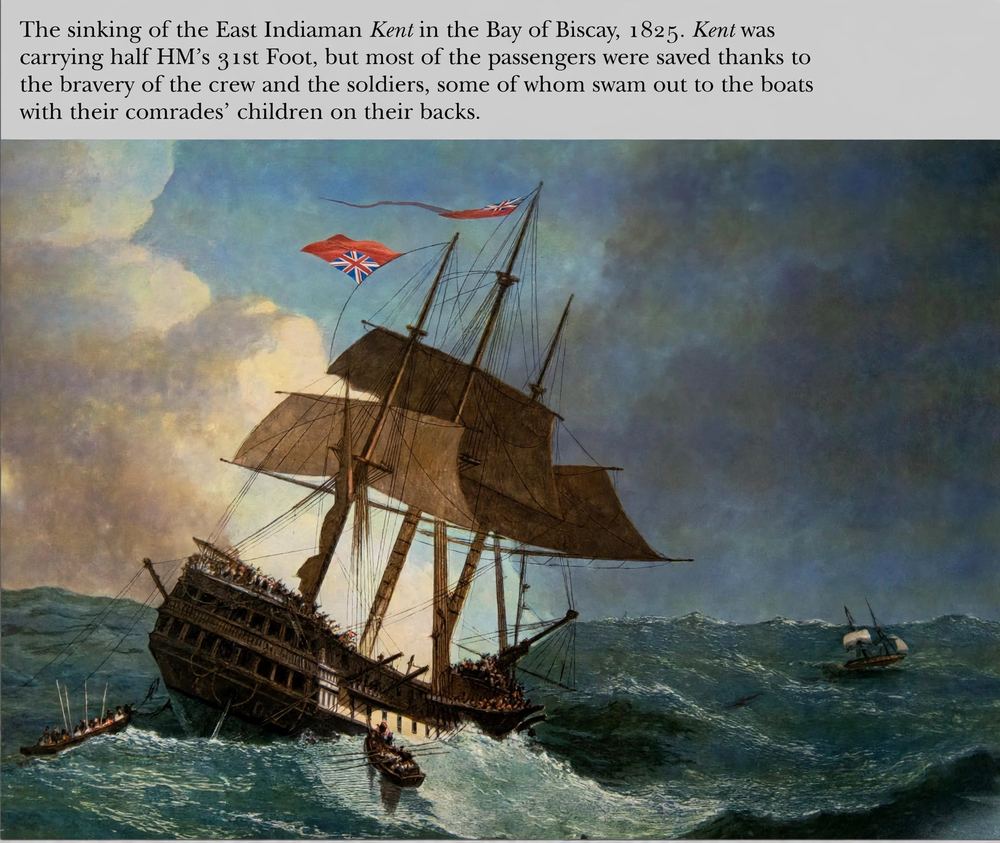 The sinking of the East Indiaman Kent in the Bay of Biscay, 1825. Kent was
carrying half HM’s 31st Foot, but most of the passengers were saved thanks to
the bravery of the crew and the soldiers, some of whom swam out to the boats
with their comrades’ children on their backs.